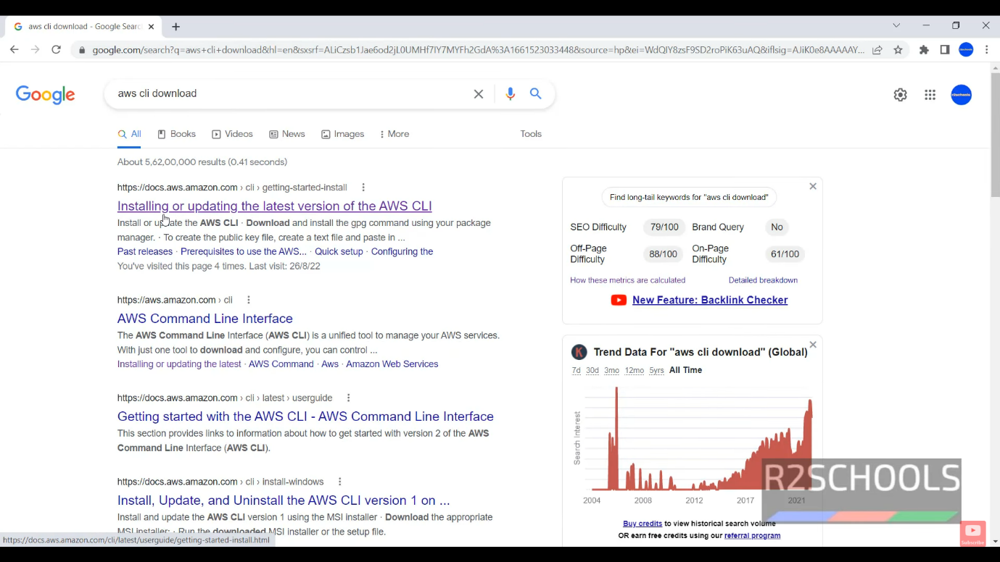 aws cli download - Google Searc
google.com/search?q=aws+cli+download&hl=en&sxsrf=ALiCzsb1Jae6od2jL0UMHf7IY7MYFh2GdA%3A1661523033448&source=hp&ei=WdQIY8zsF9SD2roPiK63uAQ&iflsig=AJiK0e8AAAAAY...
Google
aws cli download
All Books Videos News Images More Tools
About 5,62,00,000 results (0.41 seconds)
https://docs.aws.amazon.com › cli › getting-started-install
Installing or updating the latest version of the AWS CLI
Install or update the AWS CLI · Download and install the gpg command using your package
manager. · To create the public key file, create a text file and paste in ...
Past releases · Prerequisites to use the AWS... · Quick setup · Configuring the
You've visited this page 4 times. Last visit: 26/8/22
https://aws.amazon.com › cli
AWS Command Line Interface
The AWS Command Line Interface (AWS CLI) is a unified tool to manage your AWS services.
With just one tool to download and configure, you can control ...
Installing or updating the latest · AWS Command · Aws · Amazon Web Services
https://docs.aws.amazon.com › cli › latest › userguide
Getting started with the AWS CLI - AWS Command Line Interface
This section provides links to information about how to get started with version 2 of the AWS
Command Line Interface (AWS CLI).
https://docs.aws.amazon.com › cli › install-windows
Install, Update, and Uninstall the AWS CLI version 1 on ...
Install and update the AWS CLI version 1 using the MSI installer · Download the appropriate
MSI installer: · Run the downloaded MSI installer or the setup file.
https://docs.aws.amazon.com/cli/latest/userguide/getting-started-install.html
Find long-tail keywords for "aws cli download"
SEO Difficulty 79/100 Brand Query No
Off-Page Difficulty 88/100 On-Page Difficulty 61/100
How these metrics are calculated Detailed breakdown
New Feature: Backlink Checker
K Trend Data For "aws cli download" (Global)
7d 30d 3mo 12mo 5yrs All Time
Search Interest
2004 2008 2012 2017 2021
R2SCHOOLS
Buy credits to view historical search volume
OR earn free credits using our referral program
Subscribe